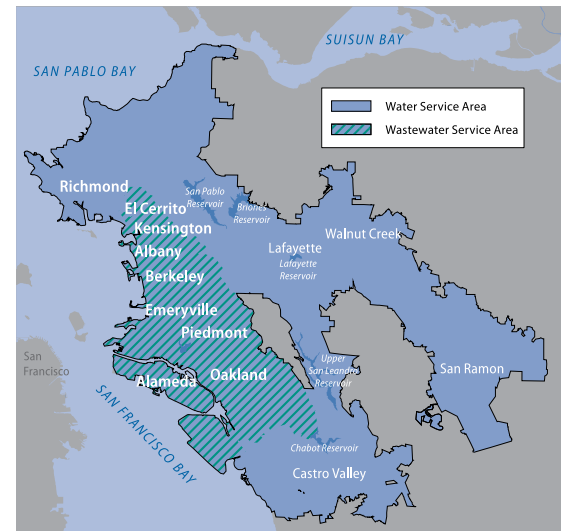 SUISUN BAY
SAN PABLO BAY
Water Service Area
Wastewater Service Area
Richmond
San Pablo
Reservoir
Briones
Reservoir
El Cerrito
Kensington
Walnut Creek
Albany
Lafayette
Lafayette
Reservoir
Berkeley
Emeryville
Piedmont
San
Francisco
Upper
San Leandro
Reservoir
San Ramon
Alameda
Oakland
SAN FRANCISCO BAY
Chabot Reservoir
Castro Valley